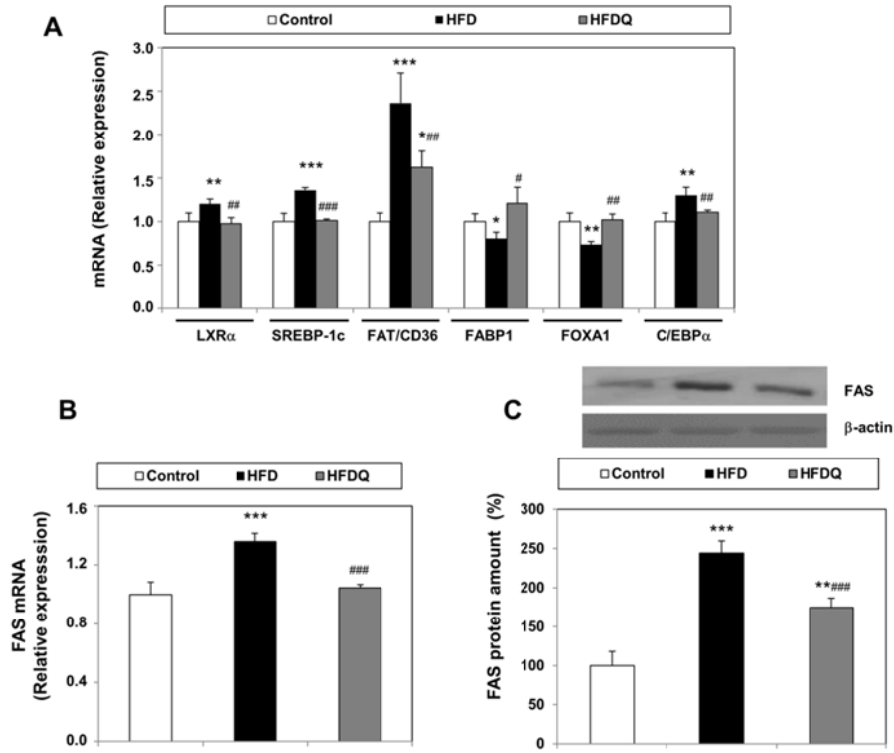 A
Control HFD HFDQ
mRNA (Relative expression)
3.0
2.5
2.0
1.5
1.0
0.5
0.0
***
* ##
** ## *** ### * # ** ## ** ##
LXRα SREBP-1c FAT/CD36 FABP1 FOXA1 C/EBPα
B
Control HFD HFDQ
FAS mRNA
(Relative expresssion)
1.6
1.2
0.8
0.4
0.0
***
###
C
FAS
β-actin
Control HFD HFDQ
FAS protein amount (%)
300
250
200
150
100
50
0
***
**###